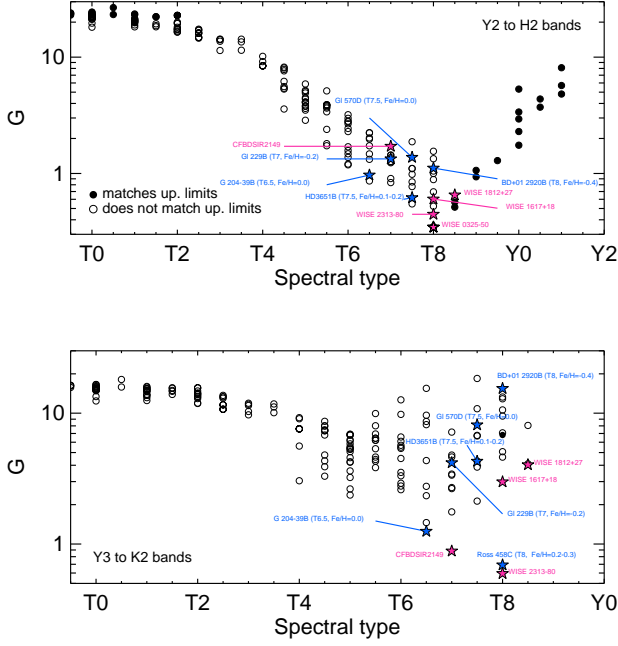 Y2 to H2 bands
10
Gl 570D (T7.5, Fe/H=0.0)
G
CFBDSIR2149
Gl 229B (T7, Fe/H=-0.2)
1
BD+01 2920B (T8, Fe/H=-0.4)
G 204-39B (T6.5, Fe/H=0.0)
matches up. limits
HD3651B (T7.5, Fe/H=0.1-0.2)
WISE 1812+27
does not match up. limits
WISE 1617+18
WISE 2313-80
WISE 0325-50
T0 T2 T4 T6 T8 Y0 Y2
Spectral type
BD+01 2920B (T8, Fe/H=-0.4)
10
Gl 570D (T7.5, Fe/H=0.0)
HD3651B (T7.5, Fe/H=0.1-0.2)
G
WISE 1812+27
WISE 1617+18
Gl 229B (T7, Fe/H=-0.2)
G 204-39B (T6.5, Fe/H=0.0)
1
Y3 to K2 bands
CFBDSIR2149
Ross 458C (T8, Fe/H=0.2-0.3)
WISE 2313-80
T0 T2 T4 T6 T8 Y0
Spectral type